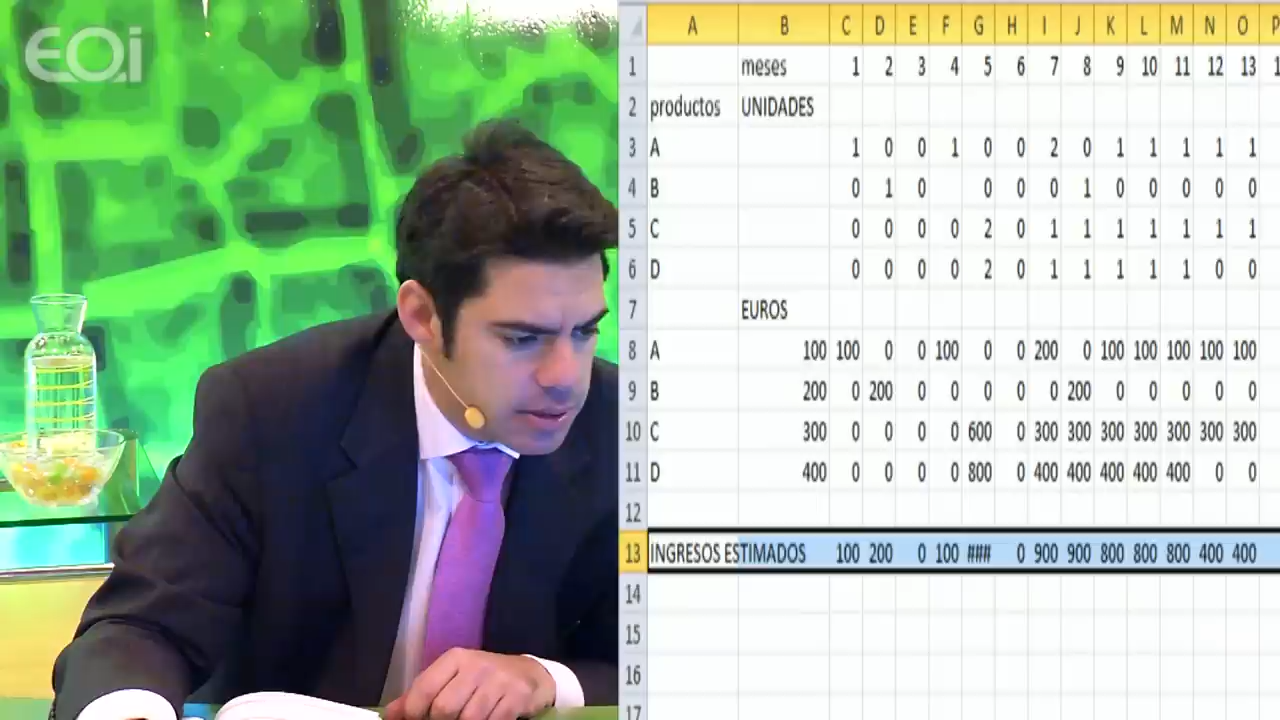 EOi
A B C D E F G H I J K L M N O P
1 meses 1 2 3 4 5 6 7 8 9 10 11 12 13 1
2 productos UNIDADES
3 A 1 0 0 1 0 0 2 0 1 1 1 1 1
4 B 0 1 0 0 0 0 1 0 0 0 0 0
5 C 0 0 0 0 2 0 1 1 1 1 1 1 1
6 D 0 0 0 0 2 0 1 1 1 1 1 0 0
7 EUROS
8 A 100 100 0 0 100 0 0 200 0 100 100 100 100 100
9 B 200 0 200 0 0 0 0 0 200 0 0 0 0 0
10 C 300 0 0 0 0 600 0 300 300 300 300 300 300 300
11 D 400 0 0 0 0 800 0 400 400 400 400 400 0 0
12
13 INGRESOS ESTIMADOS 100 200 0 100 ### 0 900 900 800 800 800 400 400
14
15
16
17